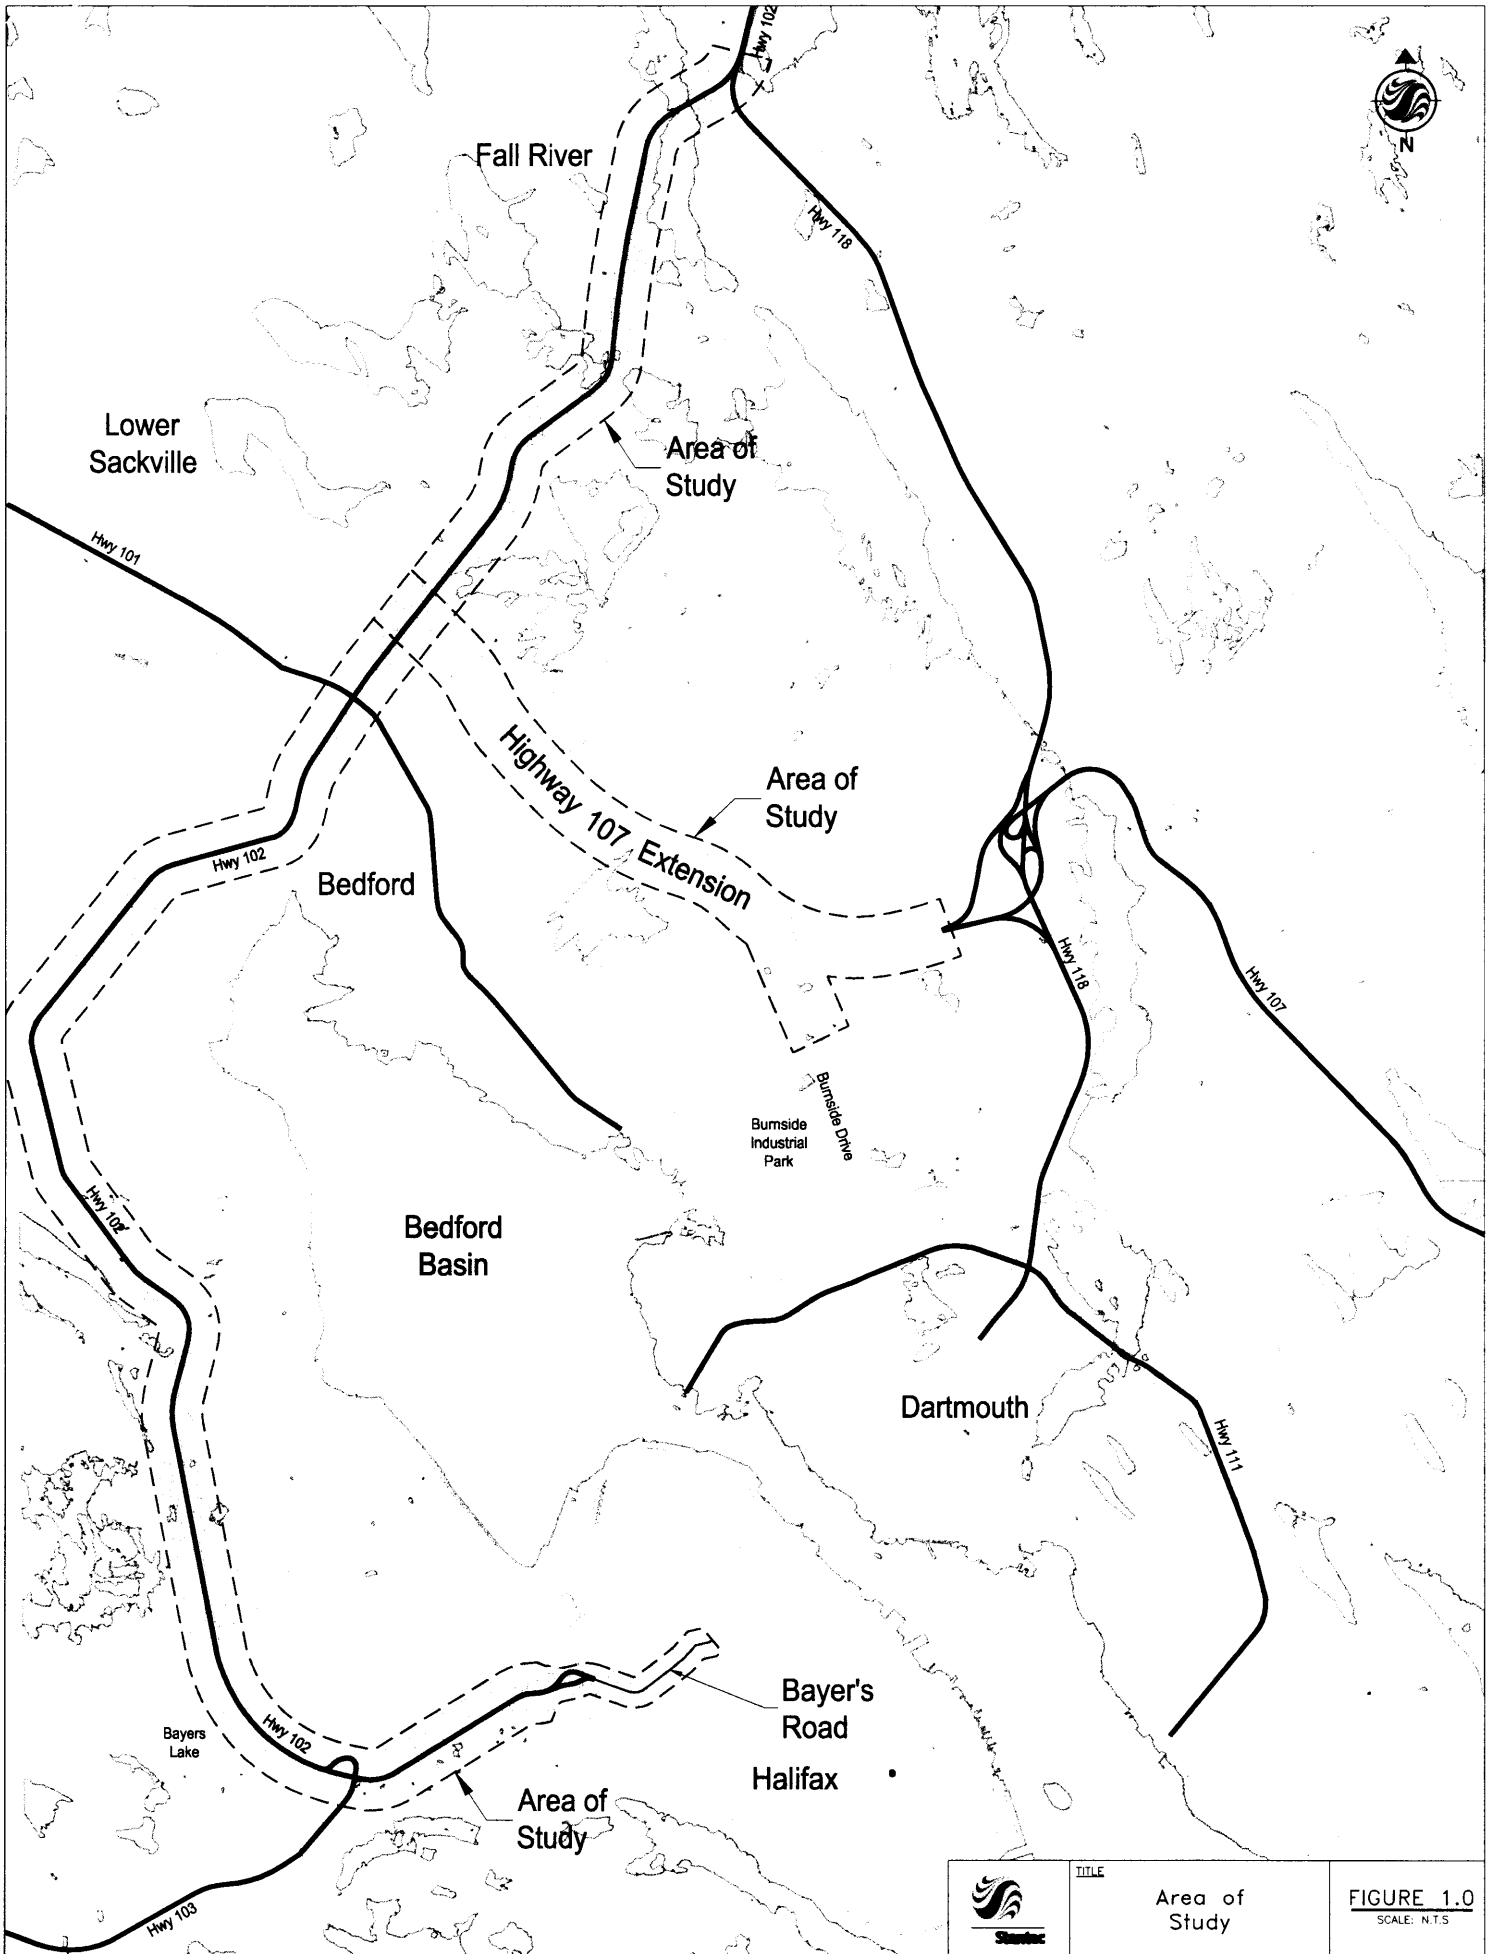 Hwy 102
N
Fall River
Hwy 118
Lower
Sackville
Area of
Study
Hwy 101
Highway 107 Extension
Area of
Study
Hwy 102
Bedford
Hwy 118
Hwy 107
Burnside Drive
Burnside
Industrial
Park
Hwy 102
Bedford
Basin
Dartmouth
Hwy 111
Bayer's
Road
Bayers
Lake
Hwy 102
Halifax
Area of
Study
Hwy 103
Stantec
TITLE
Area of
Study
FIGURE 1.0
SCALE: N.T.S